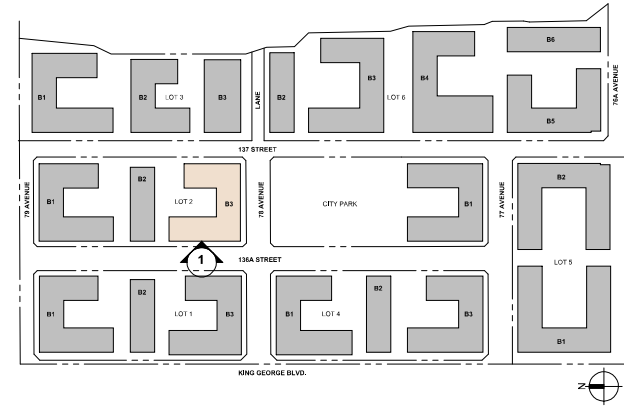 B6
B1
B2
LOT 3
B3
LANE
B2
B3
LOT 6
B4
B5
76A AVENUE
137 STREET
79 AVENUE
B1
B2
LOT 2
B3
78 AVENUE
CITY PARK
B1
77 AVENUE
B2
LOT 5
B1
1
136A STREET
B1
B2
LOT 1
B3
B1
LOT 4
B2
B3
KING GEORGE BLVD.
N